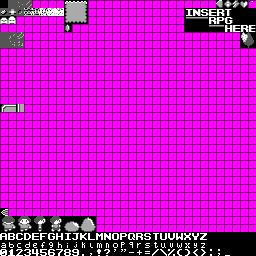 INSERT
RPG
HERE
ABCDEFGHIJKLMNOPQRSTUVWXYZ
abcdefghijklmnopqrstuvwxyz
0123456789.,!?'"-+=/\%()<>:;_